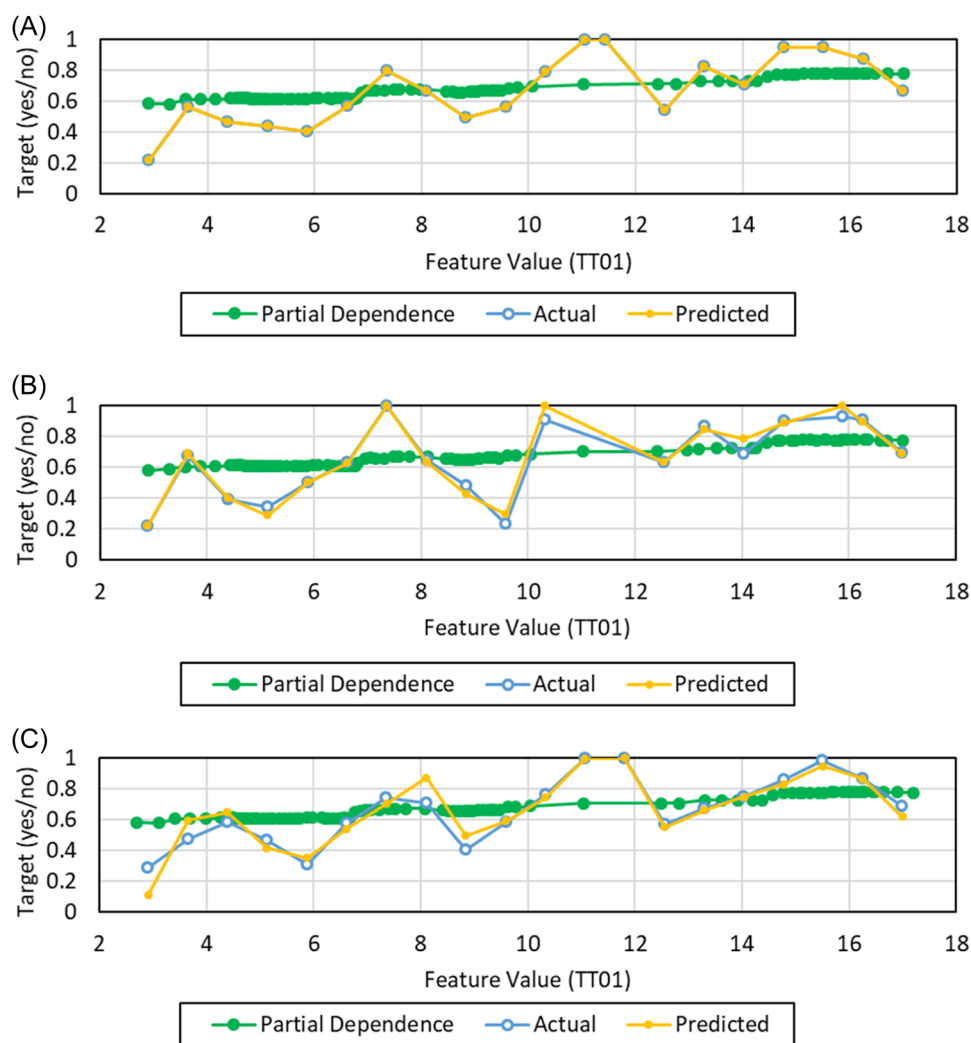 (A)
Target (yes/no)
1
0.8
0.6
0.4
0.2
0
2 4 6 8 10 12 14 16 18
Feature Value (TT01)
Partial Dependence Actual Predicted
(B)
Target (yes/no)
1
0.8
0.6
0.4
0.2
0
2 4 6 8 10 12 14 16 18
Feature Value (TT01)
Partial Dependence Actual Predicted
(C)
Target (yes/no)
1
0.8
0.6
0.4
0.2
0
2 4 6 8 10 12 14 16 18
Feature Value (TT01)
Partial Dependence Actual Predicted